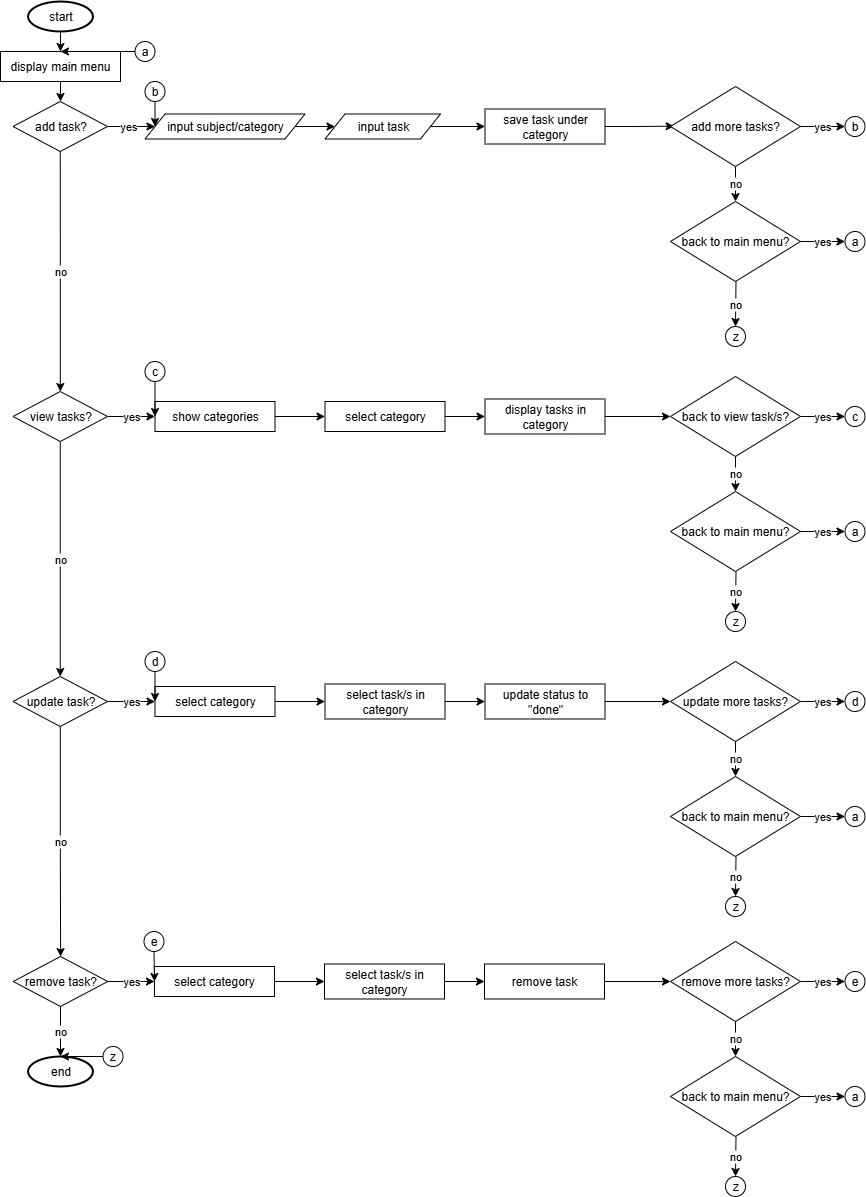 start
a
display main menu
b
add task?
yes
input subject/category
input task
save task under
category
add more tasks?
yes
b
no
back to main menu?
yes
a
no
no
z
c
view tasks?
yes
show categories
select category
display tasks in
category
back to view task/s?
yes
c
no
back to main menu?
yes
a
no
no
z
d
update task?
yes
select category
select task/s in
category
update status to
"done"
update more tasks?
yes
d
no
back to main menu?
yes
a
no
no
z
e
remove task?
yes
select category
select task/s in
category
remove task
remove more tasks?
yes
e
no
no
z
end
back to main menu?
yes
a
no
z